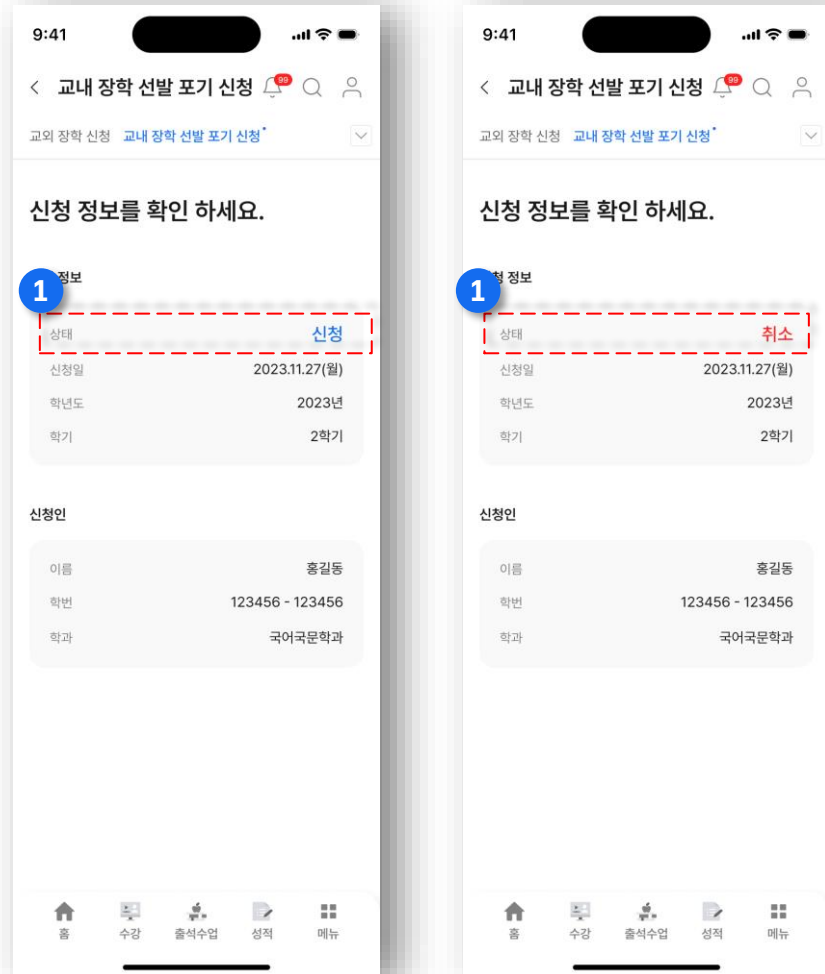 9:41
교내 장학 선발 포기 신청 99
교외 장학 신청 교내 장학 선발 포기 신청
신청 정보를 확인 하세요.
정보
1
상태 신청
신청일 2023.11.27(월)
학년도 2023년
학기 2학기
신청인
이름 홍길동
학번 123456 - 123456
학과 국어국문학과
홈 수강 출석수업 성적 메뉴
9:41
교내 장학 선발 포기 신청 99
교외 장학 신청 교내 장학 선발 포기 신청
신청 정보를 확인 하세요.
청 정보
1
상태 취소
신청일 2023.11.27(월)
학년도 2023년
학기 2학기
신청인
이름 홍길동
학번 123456 - 123456
학과 국어국문학과
홈 수강 출석수업 성적 메뉴